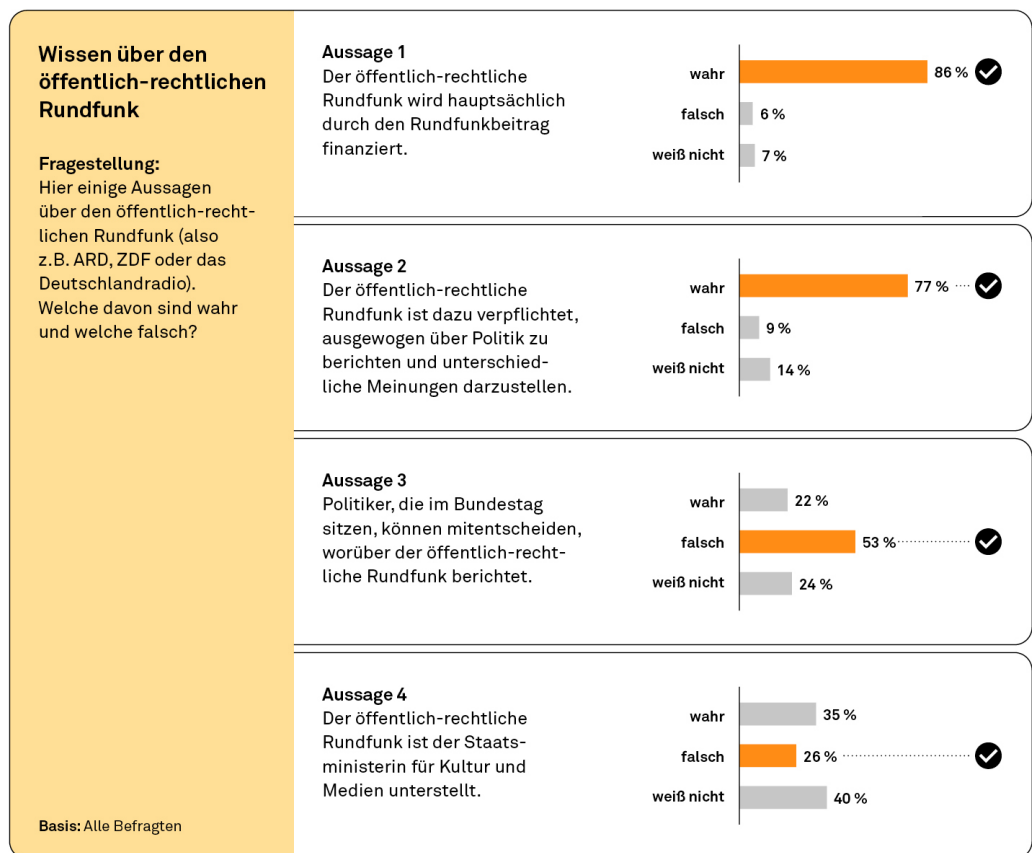 Wissen über den
öffentlich-rechtlichen
Rundfunk
Fragestellung:
Hier einige Aussagen
über den öffentlich-recht-
lichen Rundfunk (also
z.B. ARD, ZDF oder das
Deutschlandradio).
Welche davon sind wahr
und welche falsch?
Basis: Alle Befragten
Aussage 1
Der öffentlich-rechtliche
Rundfunk wird hauptsächlich
durch den Rundfunkbeitrag
finanziert.
wahr 86 %
falsch 6 %
weiß nicht 7 %
Aussage 2
Der öffentlich-rechtliche
Rundfunk ist dazu verpflichtet,
ausgewogen über Politik zu
berichten und unterschied-
liche Meinungen darzustellen.
wahr 77 %
falsch 9 %
weiß nicht 14 %
Aussage 3
Politiker, die im Bundestag
sitzen, können mitentscheiden,
worüber der öffentlich-recht-
liche Rundfunk berichtet.
wahr 22 %
falsch 53 %
weiß nicht 24 %
Aussage 4
Der öffentlich-rechtliche
Rundfunk ist der Staats-
ministerin für Kultur und
Medien unterstellt.
wahr 35 %
falsch 26 %
weiß nicht 40 %